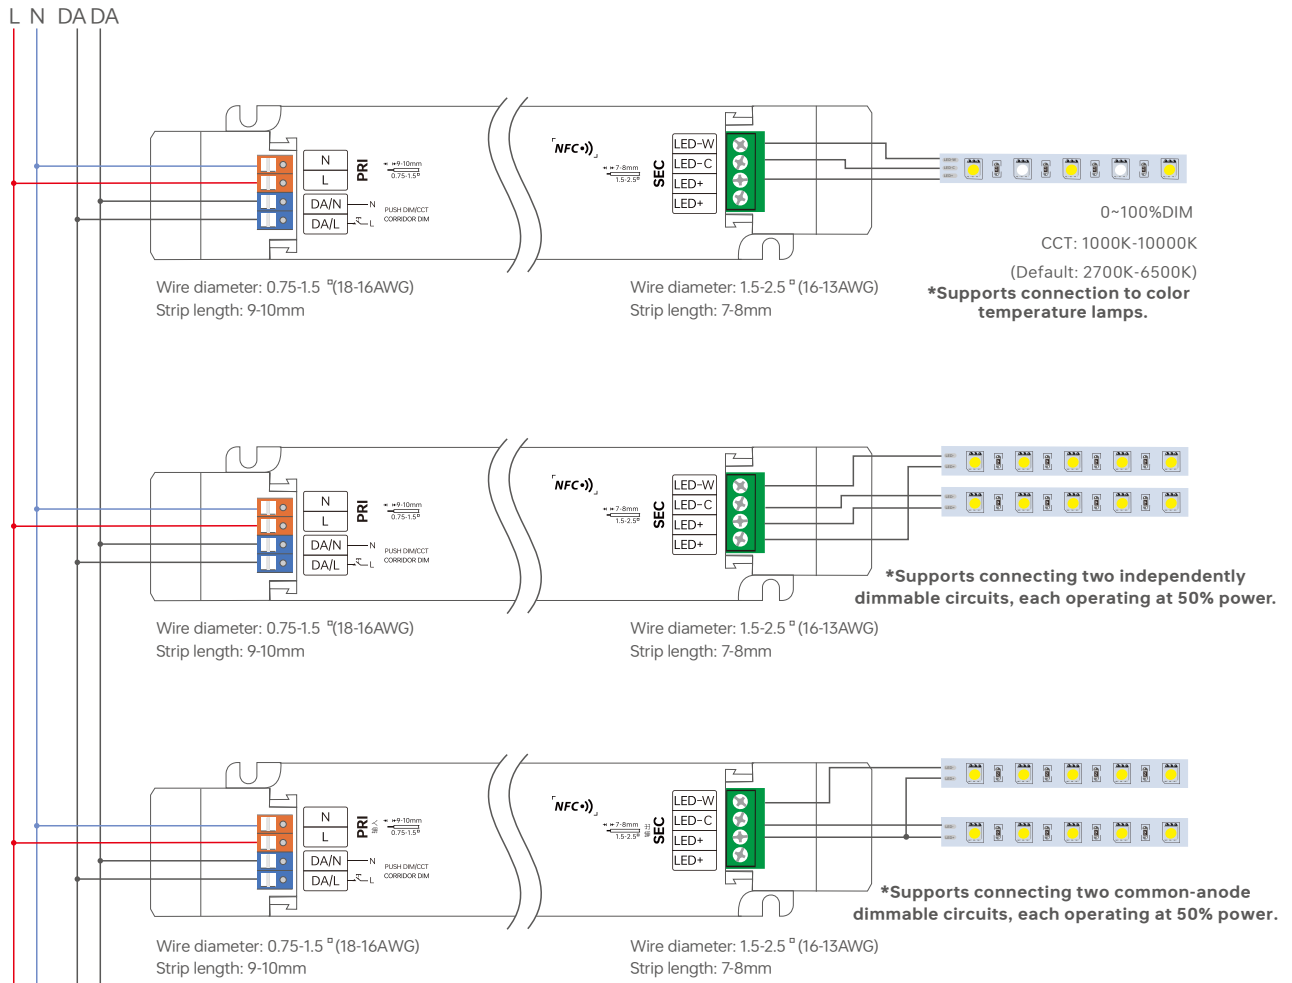 L N DA DA
N
L
DA/N
DA/L
PRI
9-10mm
0.75-1.5□
N
L
PUSH DIM/CCT
CORRIDOR DIM
NFC
7-8mm
1.5-2.5□
SEC
LED-W
LED-C
LED+
LED+
0~100%DIM
CCT: 1000K-10000K
(Default: 2700K-6500K)
*Supports connection to color
temperature lamps.
Wire diameter: 0.75-1.5 □(18-16AWG)
Strip length: 9-10mm
Wire diameter: 1.5-2.5 □ (16-13AWG)
Strip length: 7-8mm
N
L
DA/N
DA/L
PRI
9-10mm
0.75-1.5□
N
L
PUSH DIM/CCT
CORRIDOR DIM
NFC
7-8mm
1.5-2.5□
SEC
LED-W
LED-C
LED+
LED+
*Supports connecting two independently
dimmable circuits, each operating at 50% power.
Wire diameter: 0.75-1.5 □(18-16AWG)
Strip length: 9-10mm
Wire diameter: 1.5-2.5 □ (16-13AWG)
Strip length: 7-8mm
N
L
DA/N
DA/L
PRI
输入
9-10mm
0.75-1.5□
N
L
PUSH DIM/CCT
CORRIDOR DIM
NFC
7-8mm
1.5-2.5□
输出
SEC
LED-W
LED-C
LED+
LED+
*Supports connecting two common-anode
dimmable circuits, each operating at 50% power.
Wire diameter: 0.75-1.5 □ (18-16AWG)
Strip length: 9-10mm
Wire diameter: 1.5-2.5 □ (16-13AWG)
Strip length: 7-8mm